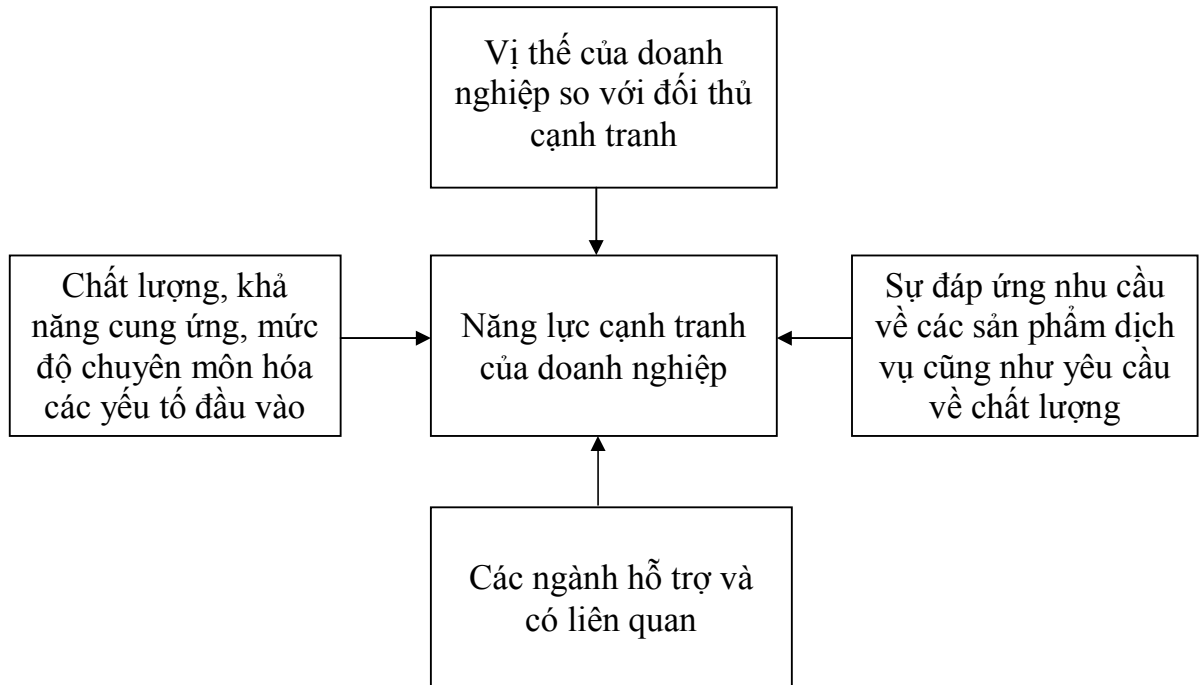 Vị thế của doanh
nghiệp so với đối thủ
cạnh tranh
Chất lượng, khả
năng cung ứng, mức
độ chuyên môn hóa
các yếu tố đầu vào
Năng lực cạnh tranh
của doanh nghiệp
Sự đáp ứng nhu cầu
về các sản phẩm dịch
vụ cũng như yêu cầu
về chất lượng
Các ngành hỗ trợ và
có liên quan